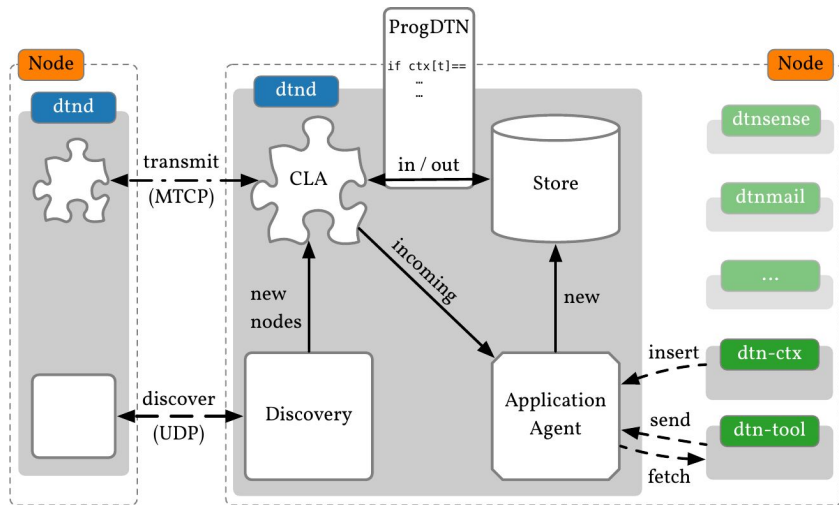 ProgDTN
Node
Node
if ctx[t]==
…
…
dtnd
dtnd
dtnsense
transmit
(MTCP)
CLA
in / out
Store
dtnmail
incoming
...
new
nodes
new
insert
dtn-ctx
discover
(UDP)
Discovery
Application
Agent
send
dtn-tool
fetch